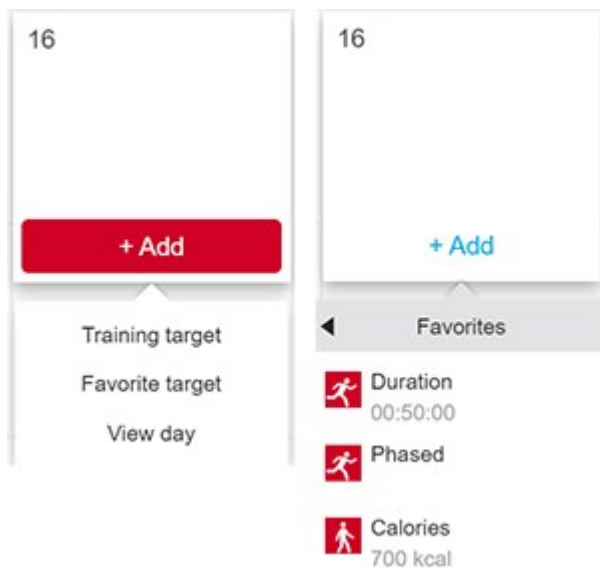 16
+ Add
Training target
Favorite target
View day
16
+ Add
Favorites
Duration
00:50:00
Phased
Calories
700 kcal